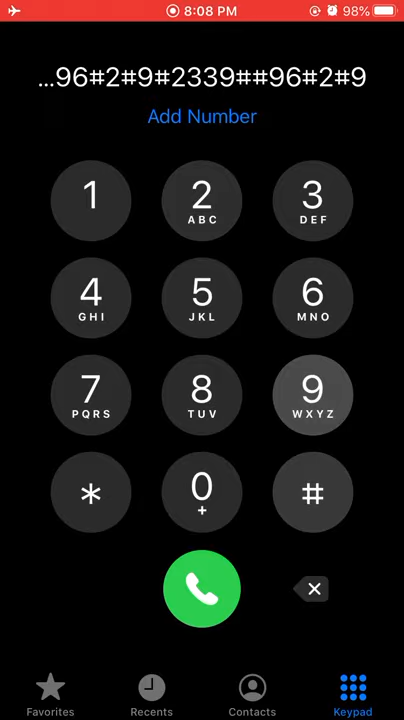 8:08 PM
98%
...96#2#9#2339##96#2#9
Add Number
1
2
ABC
3
DEF
4
GHI
5
JKL
6
MNO
7
PQRS
8
TUV
9
WXYZ
*
0
+
#
Favorites
Recents
Contacts
Keypad